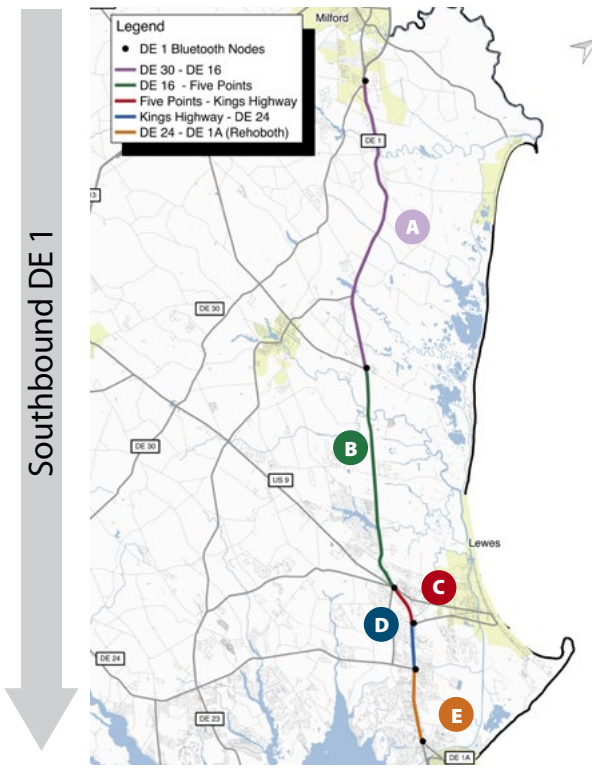 Southbound DE 1
Milford
Legend
DE 1 Bluetooth Nodes
DE 30 - DE 16
DE 16 - Five Points
Five Points - Kings Highway
Kings Highway - DE 24
DE 24 - DE 1A (Rehoboth)
DE 1
13
A
DE 30
B
DE 30
US 9
Lewes
C
D
DE 24
E
DE 23
DE 1A